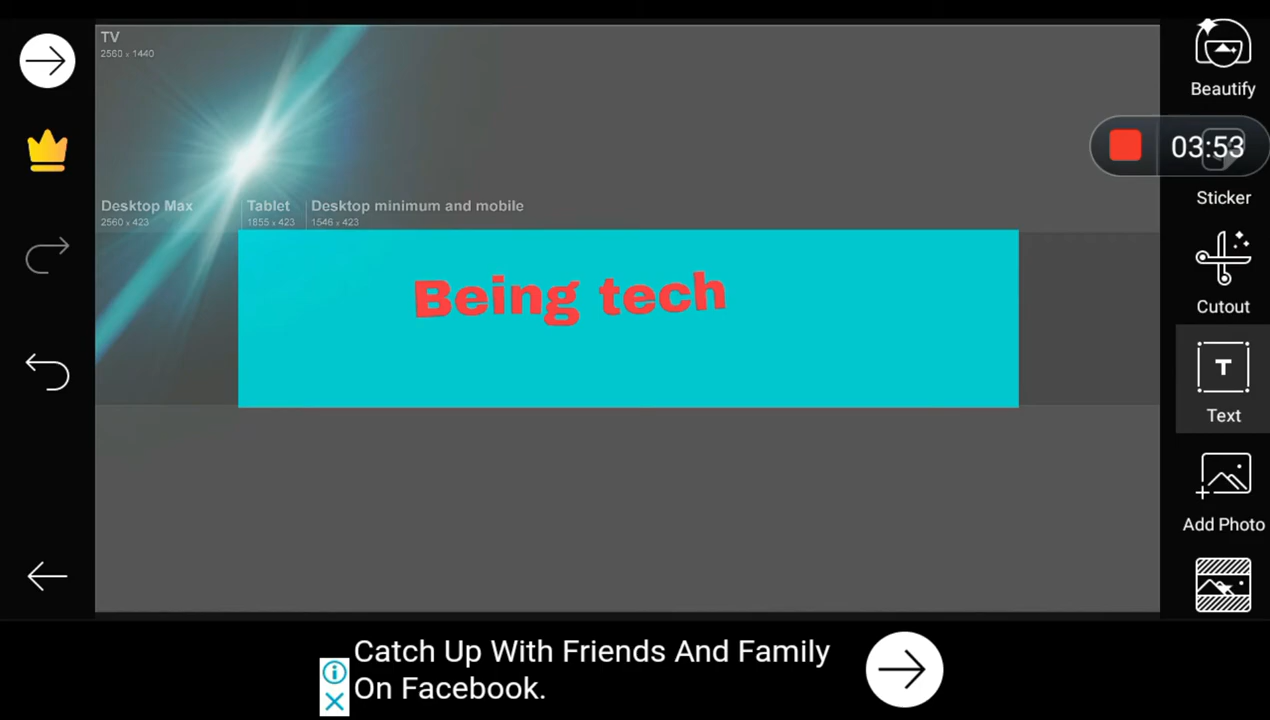 TV
2560 x 1440
Beautify
03:53
Sticker
Desktop Max
2560 x 423
Tablet
1855 x 423
Desktop minimum and mobile
1546 x 423
Being tech
Cutout
T
Text
Add Photo
Catch Up With Friends And Family
On Facebook.